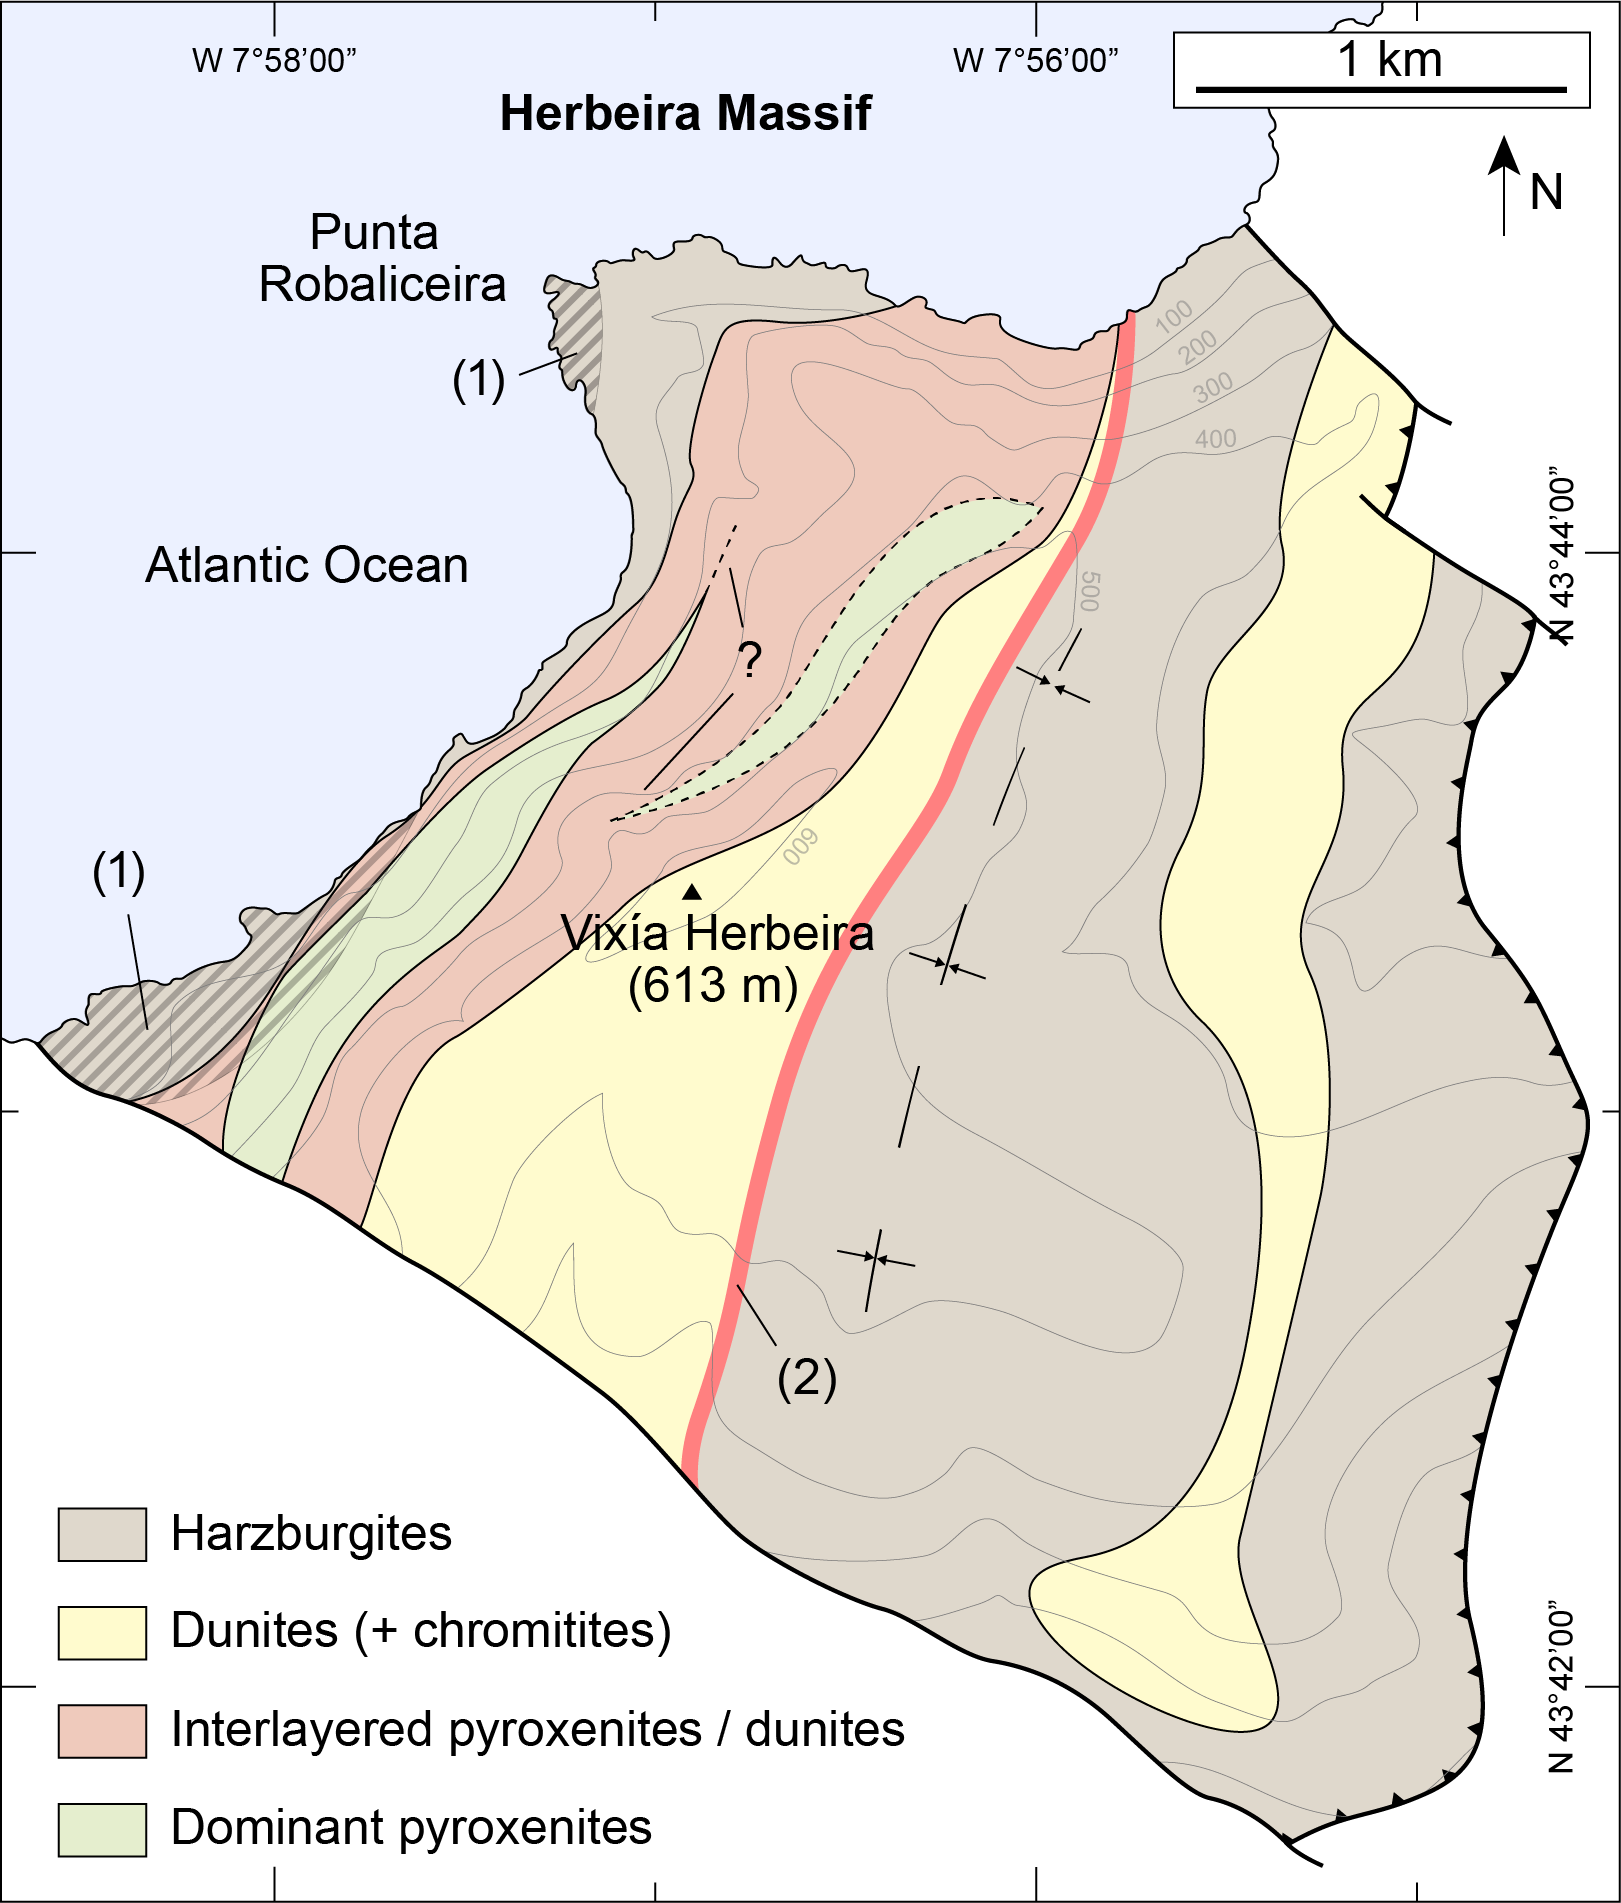 W 7°58’00”
W 7°56’00”
1 km
Herbeira Massif
N
Punta
Robaliceira
(1)
100
200
300
400
N 43°44’00”
Atlantic Ocean
500
?
600
(1)
Vixía Herbeira
(613 m)
(2)
Harzburgites
Dunites (+ chromitites)
Interlayered pyroxenites / dunites
Dominant pyroxenites
N 43°42’00”